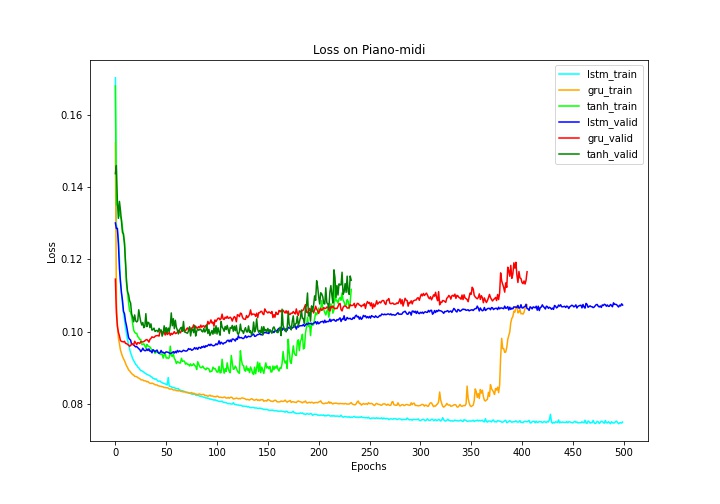 Loss on Piano-midi
lstm_train
gru_train
tanh_train
lstm_valid
gru_valid
tanh_valid
Loss
0.16
0.14
0.12
0.10
0.08
0 50 100 150 200 250 300 350 400 450 500
Epochs